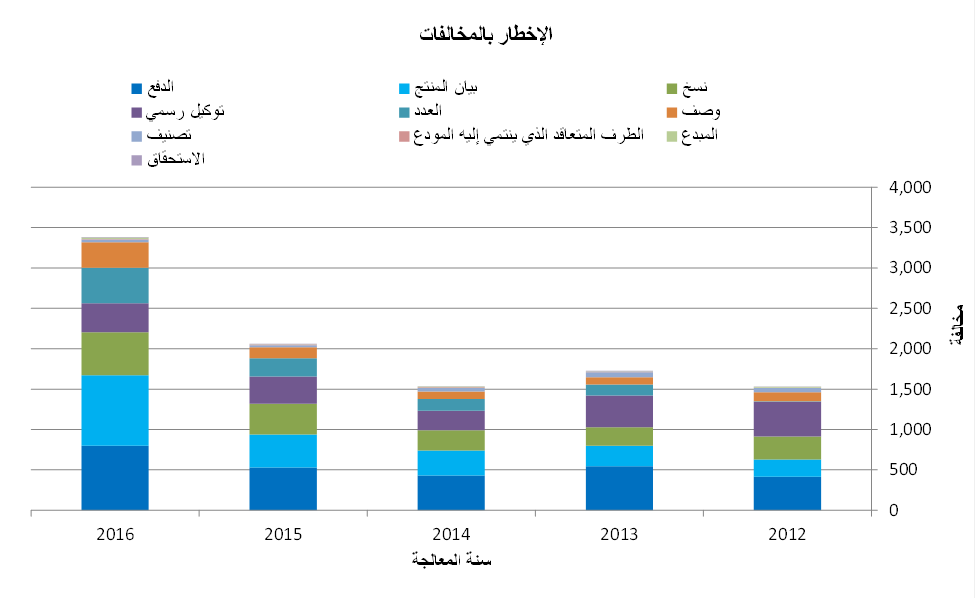 الإخطار بالمخالفات
نسخ بيان المنتج الدفع
وصف العدد توكيل رسمي
المبدع الطرف المتعاقد الذي ينتمي إليه المودع تصنيف
الاستحقاق
4,000
3,500
3,000
2,500
2,000
1,500
1,000
500
0
مخالفة
2016 2015 2014 2013 2012
سنة المعالجة